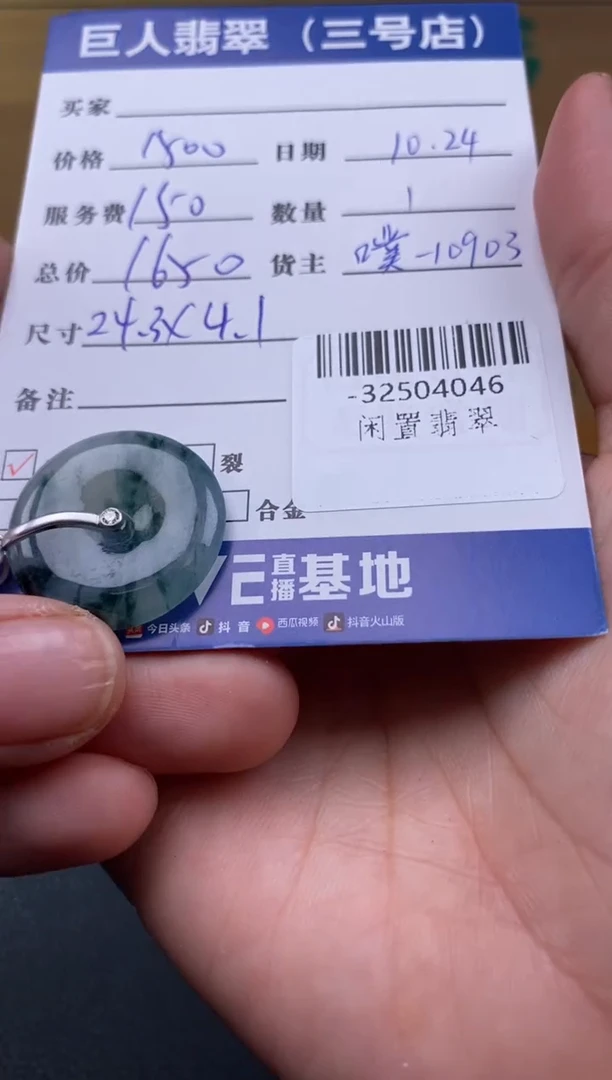 巨人翡翠（三号店）
买家
价格 1500 日期 10.24
服务费 150 数量 1
总价 1650 货主 噗-10903
尺寸 24.3X4.1
备注
-32504046
闲置翡翠
✓ 裂
合金
VE直播基地
今日头条 抖音 西瓜视频 抖音火山版